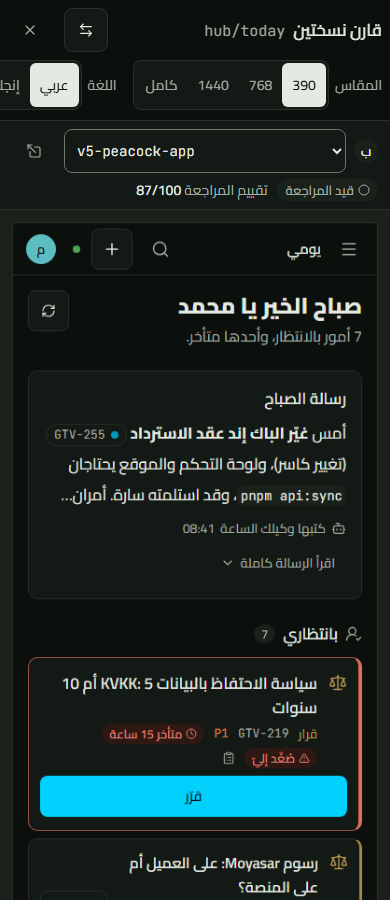 قارن نسختين hub/today
المقاس 390 768 1440 كامل اللغة عربي
ب v5-peacock-app
قيد المراجعة تقييم المراجعة 87/100
يومي م
صباح الخير يا محمد
7 أمور بالانتظار، وأحدها متأخر.
رسالة الصباح
أمس غيّر الباك إند عقد الاسترداد GTV-255
(تغيير كاسر)، ولوحة التحكم والموقع يحتاجان
pnpm api:sync، وقد استلمته سارة. أمران...
كتبها وكيلك الساعة 08:41
اقرأ الرسالة كاملة
بانتظاري 7
سياسة الاحتفاظ بالبيانات KVKK: 5 أم 10
سنوات
قرار GTV-219 P1 متأخر 15 ساعة
صُعِّد إليّ
قرّر
رسوم Moyasar: على العميل أم
على المنصة؟